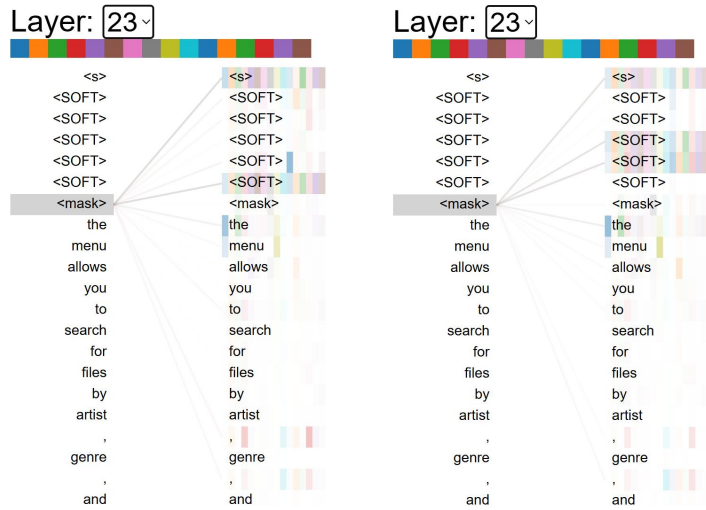 Layer: 23
<s> <s>
<SOFT> <SOFT>
<SOFT> <SOFT>
<SOFT> <SOFT>
<SOFT> <SOFT>
<SOFT> <SOFT>
<mask> <mask>
the the
menu menu
allows allows
you you
to to
search search
for for
files files
by by
artist artist
, ,
genre genre
, ,
and and
Layer: 23
<s> <s>
<SOFT> <SOFT>
<SOFT> <SOFT>
<SOFT> <SOFT>
<SOFT> <SOFT>
<SOFT> <SOFT>
<mask> <mask>
the the
menu menu
allows allows
you you
to to
search search
for for
files files
by by
artist artist
, ,
genre genre
, ,
and and